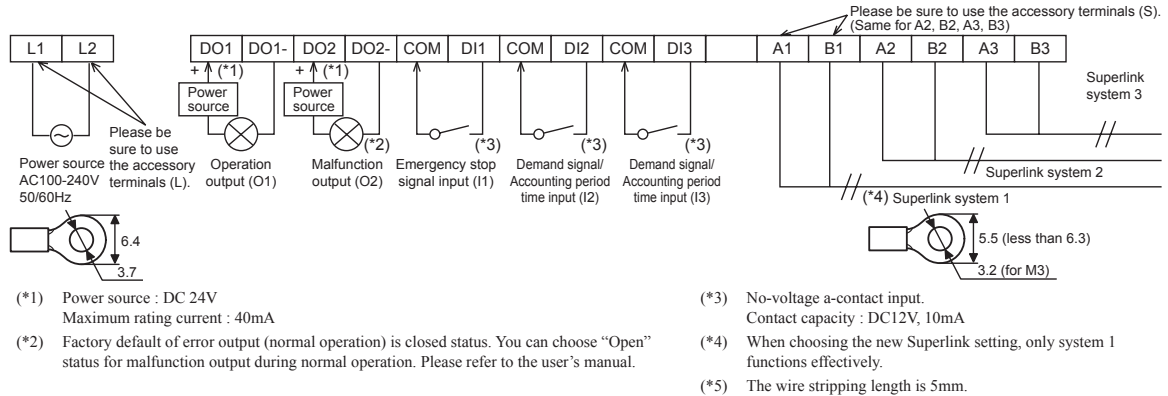 Please be sure to use the accessory terminals (S).
(Same for A2, B2, A3, B3)
L1 L2 DO1 DO1- DO2 DO2- COM DI1 COM DI2 COM DI3 A1 B1 A2 B2 A3 B3
+ (*1) + (*1)
Power source
Power source
Superlink system 3
Please be sure to use the accessory terminals (L).
Power source
AC100-240V
50/60Hz
Operation output (O1)
(*2)
Malfunction output (O2)
(*3)
Emergency stop signal input (I1)
(*3)
Demand signal/
Accounting period
time input (I2)
(*3)
Demand signal/
Accounting period
time input (I3)
Superlink system 2
(*4) Superlink system 1
6.4
3.7
5.5 (less than 6.3)
3.2 (for M3)
(*1) Power source : DC 24V
Maximum rating current : 40mA
(*2) Factory default of error output (normal operation) is closed status. You can choose “Open”
status for malfunction output during normal operation. Please refer to the user’s manual.
(*3) No-voltage a-contact input.
Contact capacity : DC12V, 10mA
(*4) When choosing the new Superlink setting, only system 1
functions effectively.
(*5) The wire stripping length is 5mm.